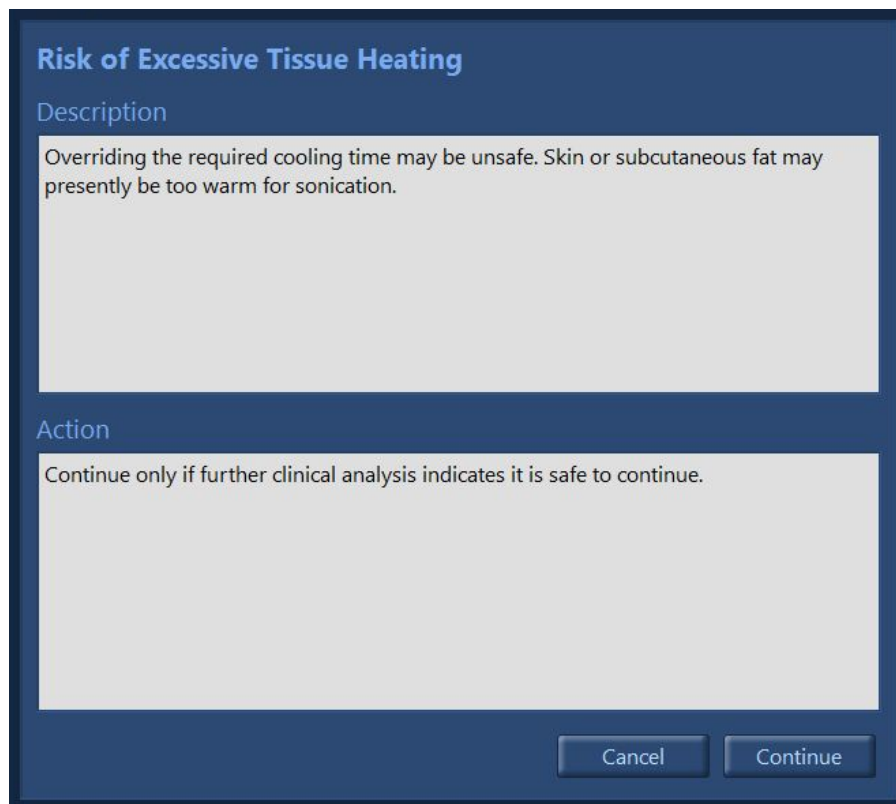 Risk of Excessive Tissue Heating
Description
Overriding the required cooling time may be unsafe. Skin or subcutaneous fat may
presently be too warm for sonication.
Action
Continue only if further clinical analysis indicates it is safe to continue.
Cancel
Continue